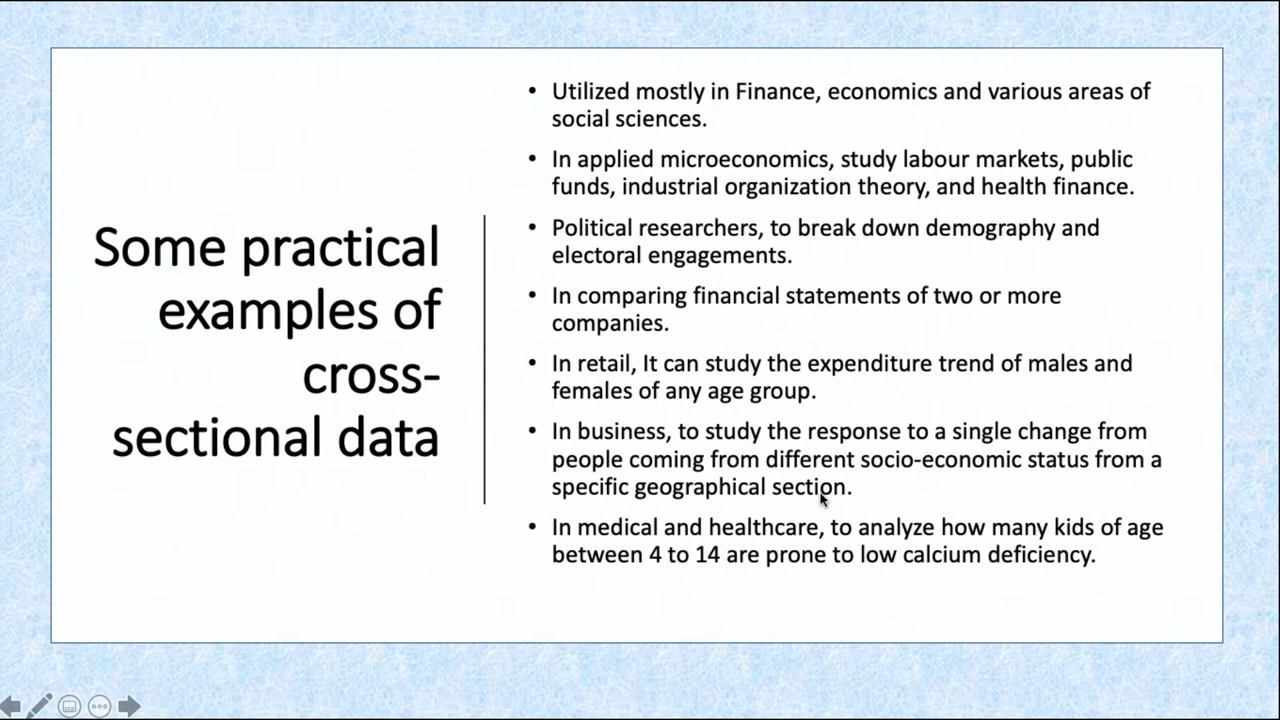 Some practical
examples of
cross-
sectional data
• Utilized mostly in Finance, economics and various areas of
social sciences.
• In applied microeconomics, study labour markets, public
funds, industrial organization theory, and health finance.
• Political researchers, to break down demography and
electoral engagements.
• In comparing financial statements of two or more
companies.
• In retail, It can study the expenditure trend of males and
females of any age group.
• In business, to study the response to a single change from
people coming from different socio-economic status from a
specific geographical section.
• In medical and healthcare, to analyze how many kids of age
between 4 to 14 are prone to low calcium deficiency.